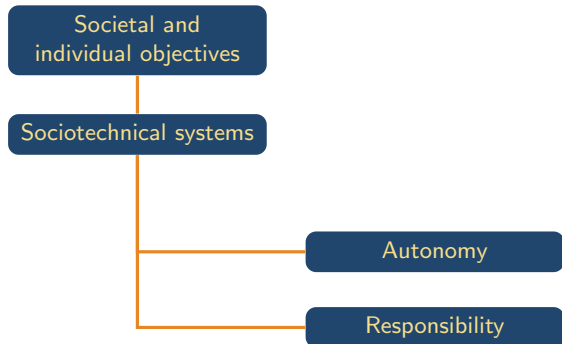 Societal and
individual objectives
Sociotechnical systems
Autonomy
Responsibility